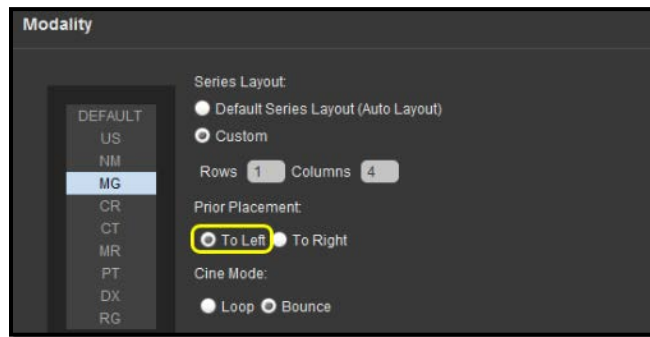 Modality
DEFAULT
US
NM
MG
CR
CT
MR
PT
DX
RG
Series Layout:
Default Series Layout (Auto Layout)
Custom
Rows 1 Columns 4
Prior Placement:
To Left To Right
Cine Mode:
Loop Bounce